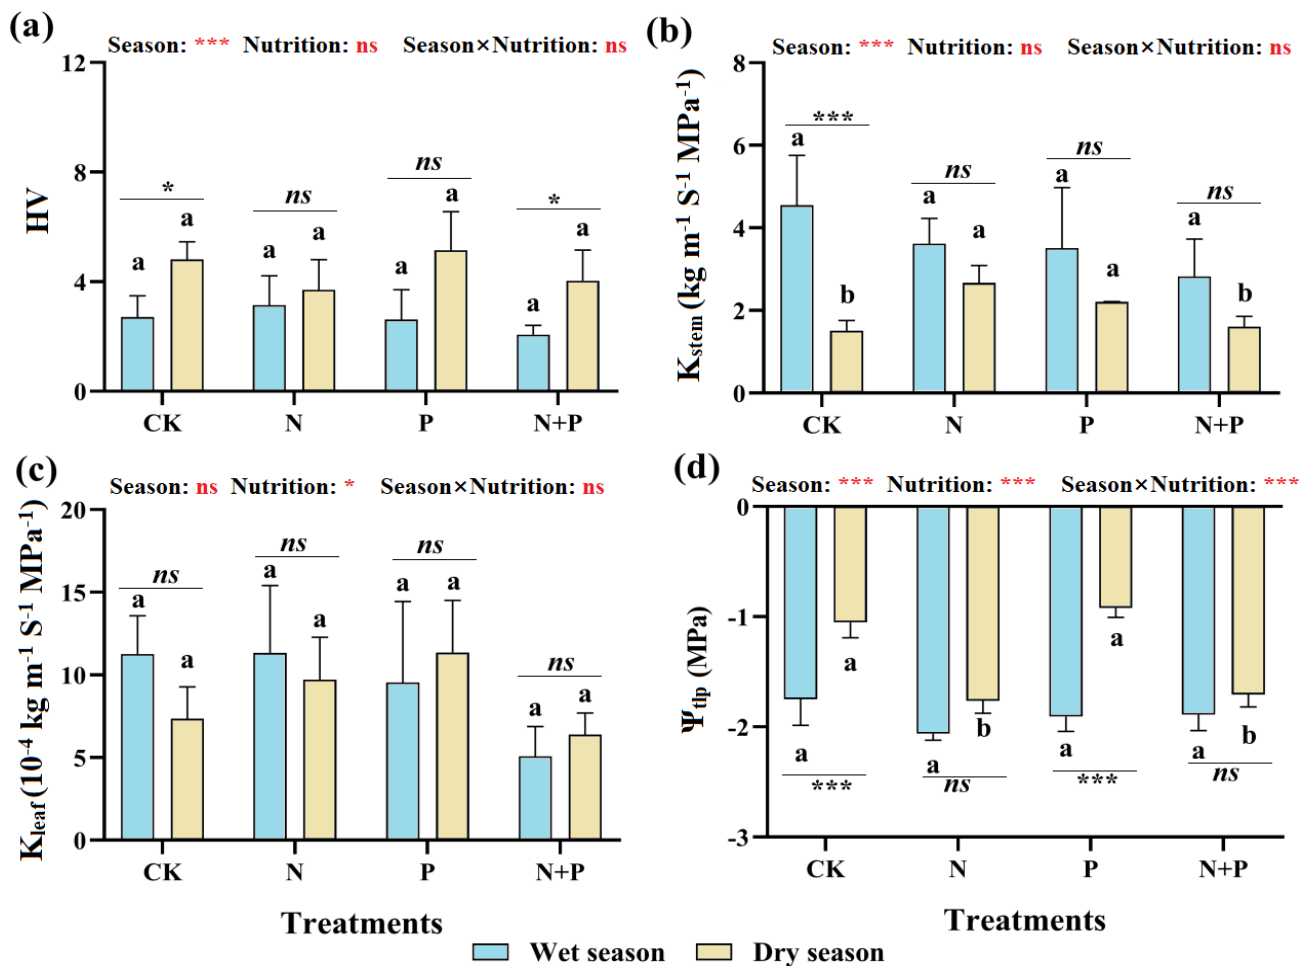 (a)
Season: *** Nutrition: ns Season×Nutrition: ns
HV
12
8
4
0
* ns ns *
a a a a a a a a
CK N P N+P
(b)
Season: *** Nutrition: ns Season×Nutrition: ns
K_stem (kg m⁻¹ S⁻¹ MPa⁻¹)
8
6
4
2
0
*** ns ns ns
a b a a a a a b
CK N P N+P
(c)
Season: ns Nutrition: * Season×Nutrition: ns
K_leaf (10⁻⁴ kg m⁻¹ S⁻¹ MPa⁻¹)
20
15
10
5
0
ns ns ns ns
a a a a a a a a
CK N P N+P
Treatments
(d)
Season: *** Nutrition: *** Season×Nutrition: ***
Ψ_tlp (MPa)
0
-1
-2
-3
a a a b a a a b
*** ns *** ns
CK N P N+P
Treatments
Wet season Dry season